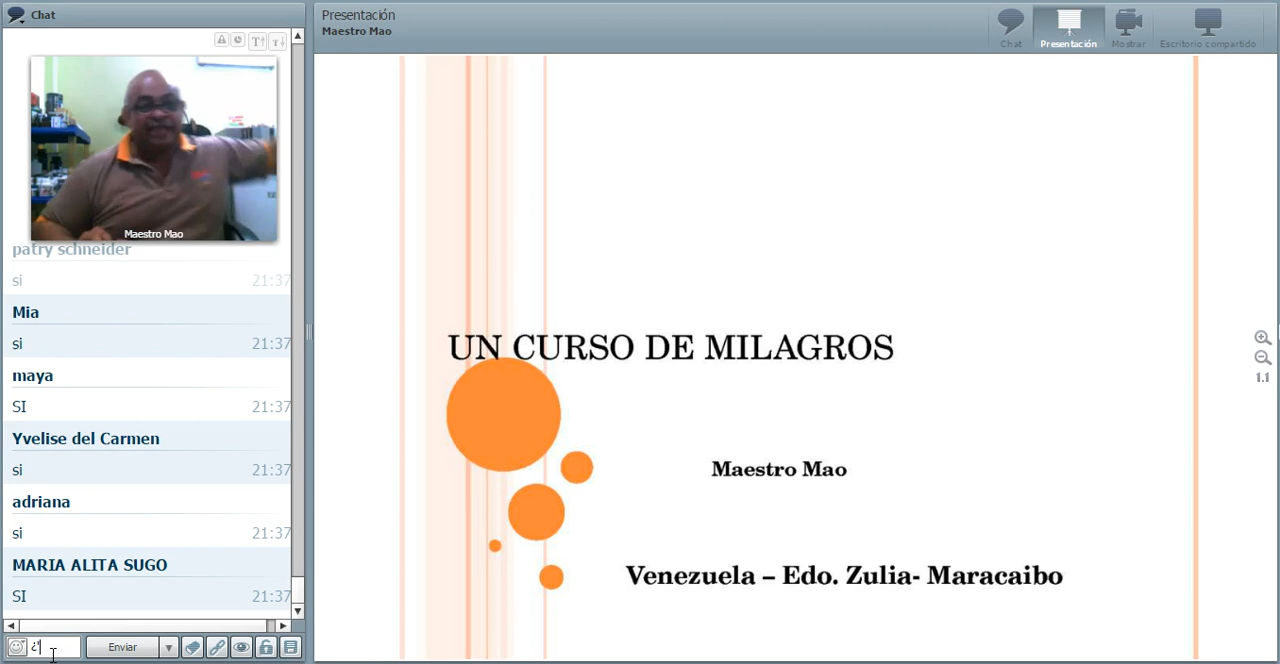 Chat
Presentación
Maestro Mao
Chat
Presentación
Mostrar
Escritorio compartido
Maestro Mao
patry schneider
si 21:37
Mia
si 21:37
maya
SI 21:37
Yvelise del Carmen
si 21:37
adriana
si 21:37
MARIA ALITA SUGO
SI 21:37
Enviar
UN CURSO DE MILAGROS
Maestro Mao
Venezuela – Edo. Zulia- Maracaibo
1.1